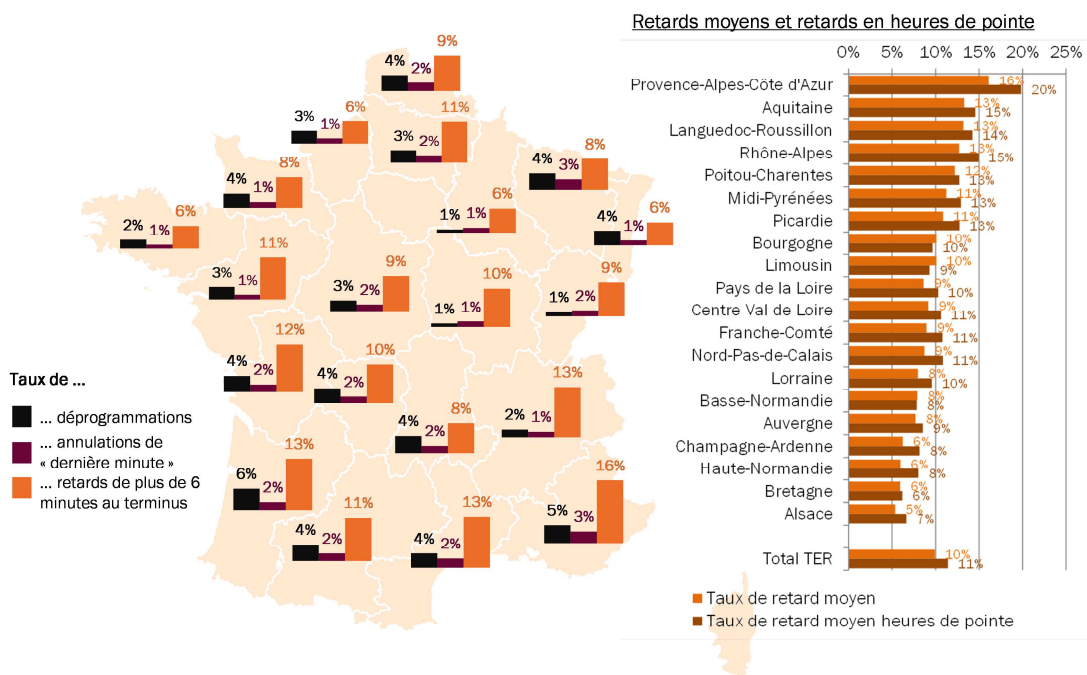 Retards moyens et retards en heures de pointe
0% 5% 10% 15% 20% 25%
9%
4% 2%
6%
3% 1%
11%
3% 2%
8%
4% 3%
8%
4% 1%
6%
1% 1%
6%
4% 1%
6%
2% 1%
11%
3% 1%
9%
3% 2%
10%
1% 1%
9%
1% 2%
12%
4% 2%
10%
4% 2%
8%
4% 2%
13%
2% 1%
13%
6% 2%
11%
4% 2%
13%
4% 2%
16%
5% 3%
Taux de ...
... déprogrammations
... annulations de
« dernière minute »
... retards de plus de 6
minutes au terminus
Provence-Alpes-Côte d'Azur 16% 20%
Aquitaine 13% 15%
Languedoc-Roussillon 13% 14%
Rhône-Alpes 13% 15%
Poitou-Charentes 12% 13%
Midi-Pyrénées 11% 13%
Picardie 11% 13%
Bourgogne 10% 10%
Limousin 10% 9%
Pays de la Loire 9% 10%
Centre Val de Loire 9% 11%
Franche-Comté 9% 11%
Nord-Pas-de-Calais 9% 11%
Lorraine 8% 10%
Basse-Normandie 8% 8%
Auvergne 8% 9%
Champagne-Ardenne 6% 8%
Haute-Normandie 6% 8%
Bretagne 6% 6%
Alsace 5% 7%
Total TER 10% 11%
Taux de retard moyen
Taux de retard moyen heures de pointe